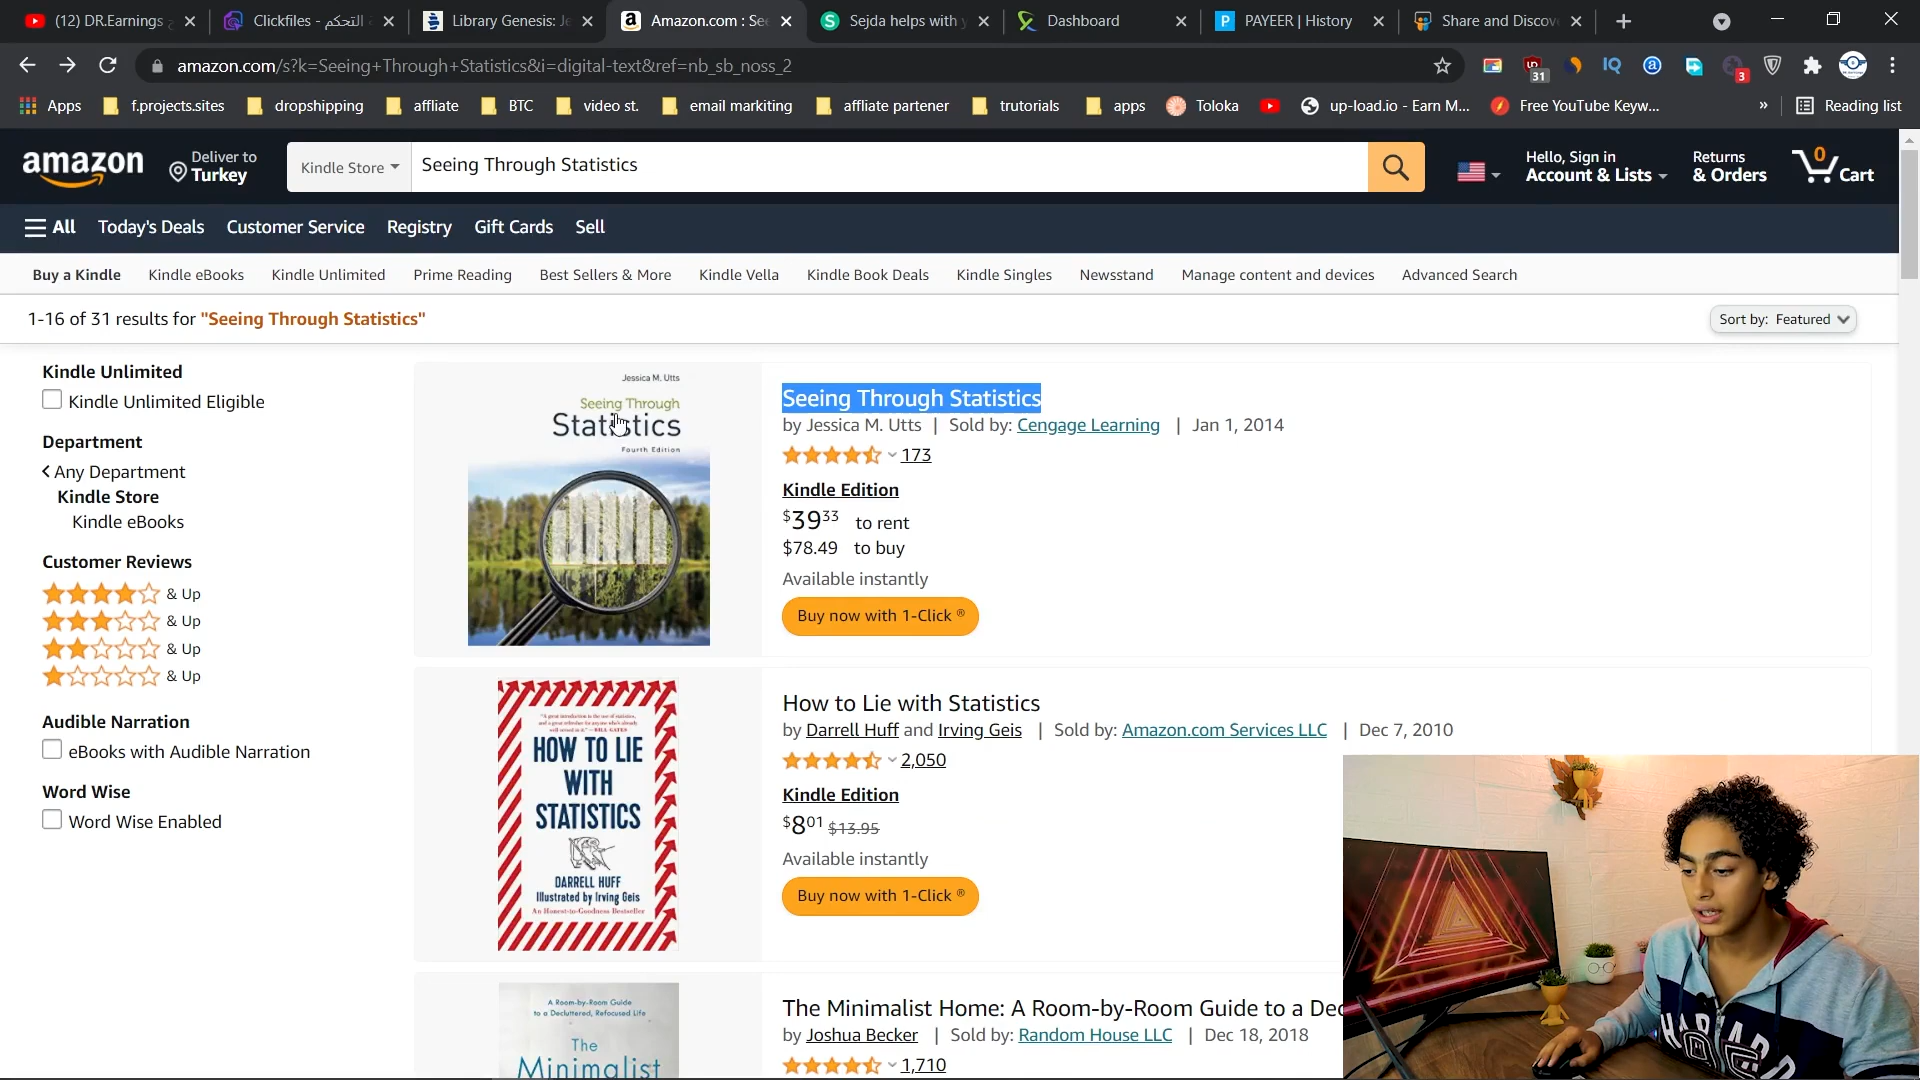 (12) DR.Earnings
Clickfiles - التحكم
Library Genesis: Je
Amazon.com : See
Sejda helps with y
Dashboard
PAYEER | History
Share and Discov
amazon.com/s?k=Seeing+Through+Statistics&i=digital-text&ref=nb_sb_noss_2
31
3
Apps
f.projects.sites
dropshipping
affliate
BTC
video st.
email markiting
affliate partener
trutorials
apps
Toloka
up-load.io - Earn M...
Free YouTube Keyw...
»
Reading list
amazon
Deliver to
Turkey
Kindle Store
Seeing Through Statistics
Hello, Sign in
Account & Lists
Returns
& Orders
0
Cart
All
Today's Deals
Customer Service
Registry
Gift Cards
Sell
Buy a Kindle
Kindle eBooks
Kindle Unlimited
Prime Reading
Best Sellers & More
Kindle Vella
Kindle Book Deals
Kindle Singles
Newsstand
Manage content and devices
Advanced Search
1-16 of 31 results for "Seeing Through Statistics"
Sort by: Featured
Kindle Unlimited
Kindle Unlimited Eligible
Department
Any Department
Kindle Store
Kindle eBooks
Customer Reviews
& Up
& Up
& Up
& Up
Audible Narration
eBooks with Audible Narration
Word Wise
Word Wise Enabled
Jessica M. Utts
Seeing Through
Statistics
Fourth Edition
Seeing Through Statistics
by Jessica M. Utts | Sold by: Cengage Learning | Jan 1, 2014
173
Kindle Edition
$39 33 to rent
$78.49 to buy
Available instantly
Buy now with 1-Click ®
HOW TO LIE
WITH
STATISTICS
DARRELL HUFF
Illustrated by Irving Geis
An Honest-to-Goodness Bestseller
How to Lie with Statistics
by Darrell Huff and Irving Geis | Sold by: Amazon.com Services LLC | Dec 7, 2010
2,050
Kindle Edition
$8 01 $13.95
Available instantly
Buy now with 1-Click ®
A Room-by-Room Guide
to a Decluttered, Refocused Life
The
Minimalist
The Minimalist Home: A Room-by-Room Guide to a Dec
by Joshua Becker | Sold by: Random House LLC | Dec 18, 2018
1,710